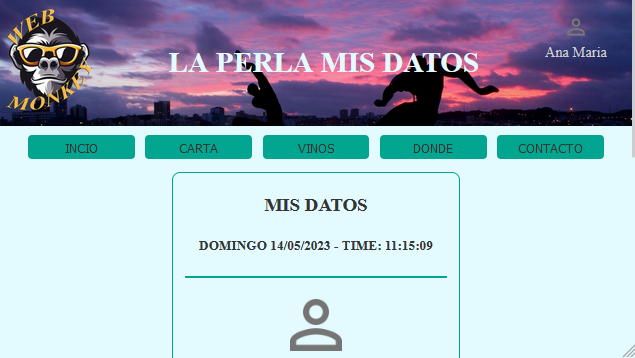 WEB
MONKEY
LA PERLA MIS DATOS
Ana Maria
INCIO
CARTA
VINOS
DONDE
CONTACTO
MIS DATOS
DOMINGO 14/05/2023 - TIME: 11:15:09